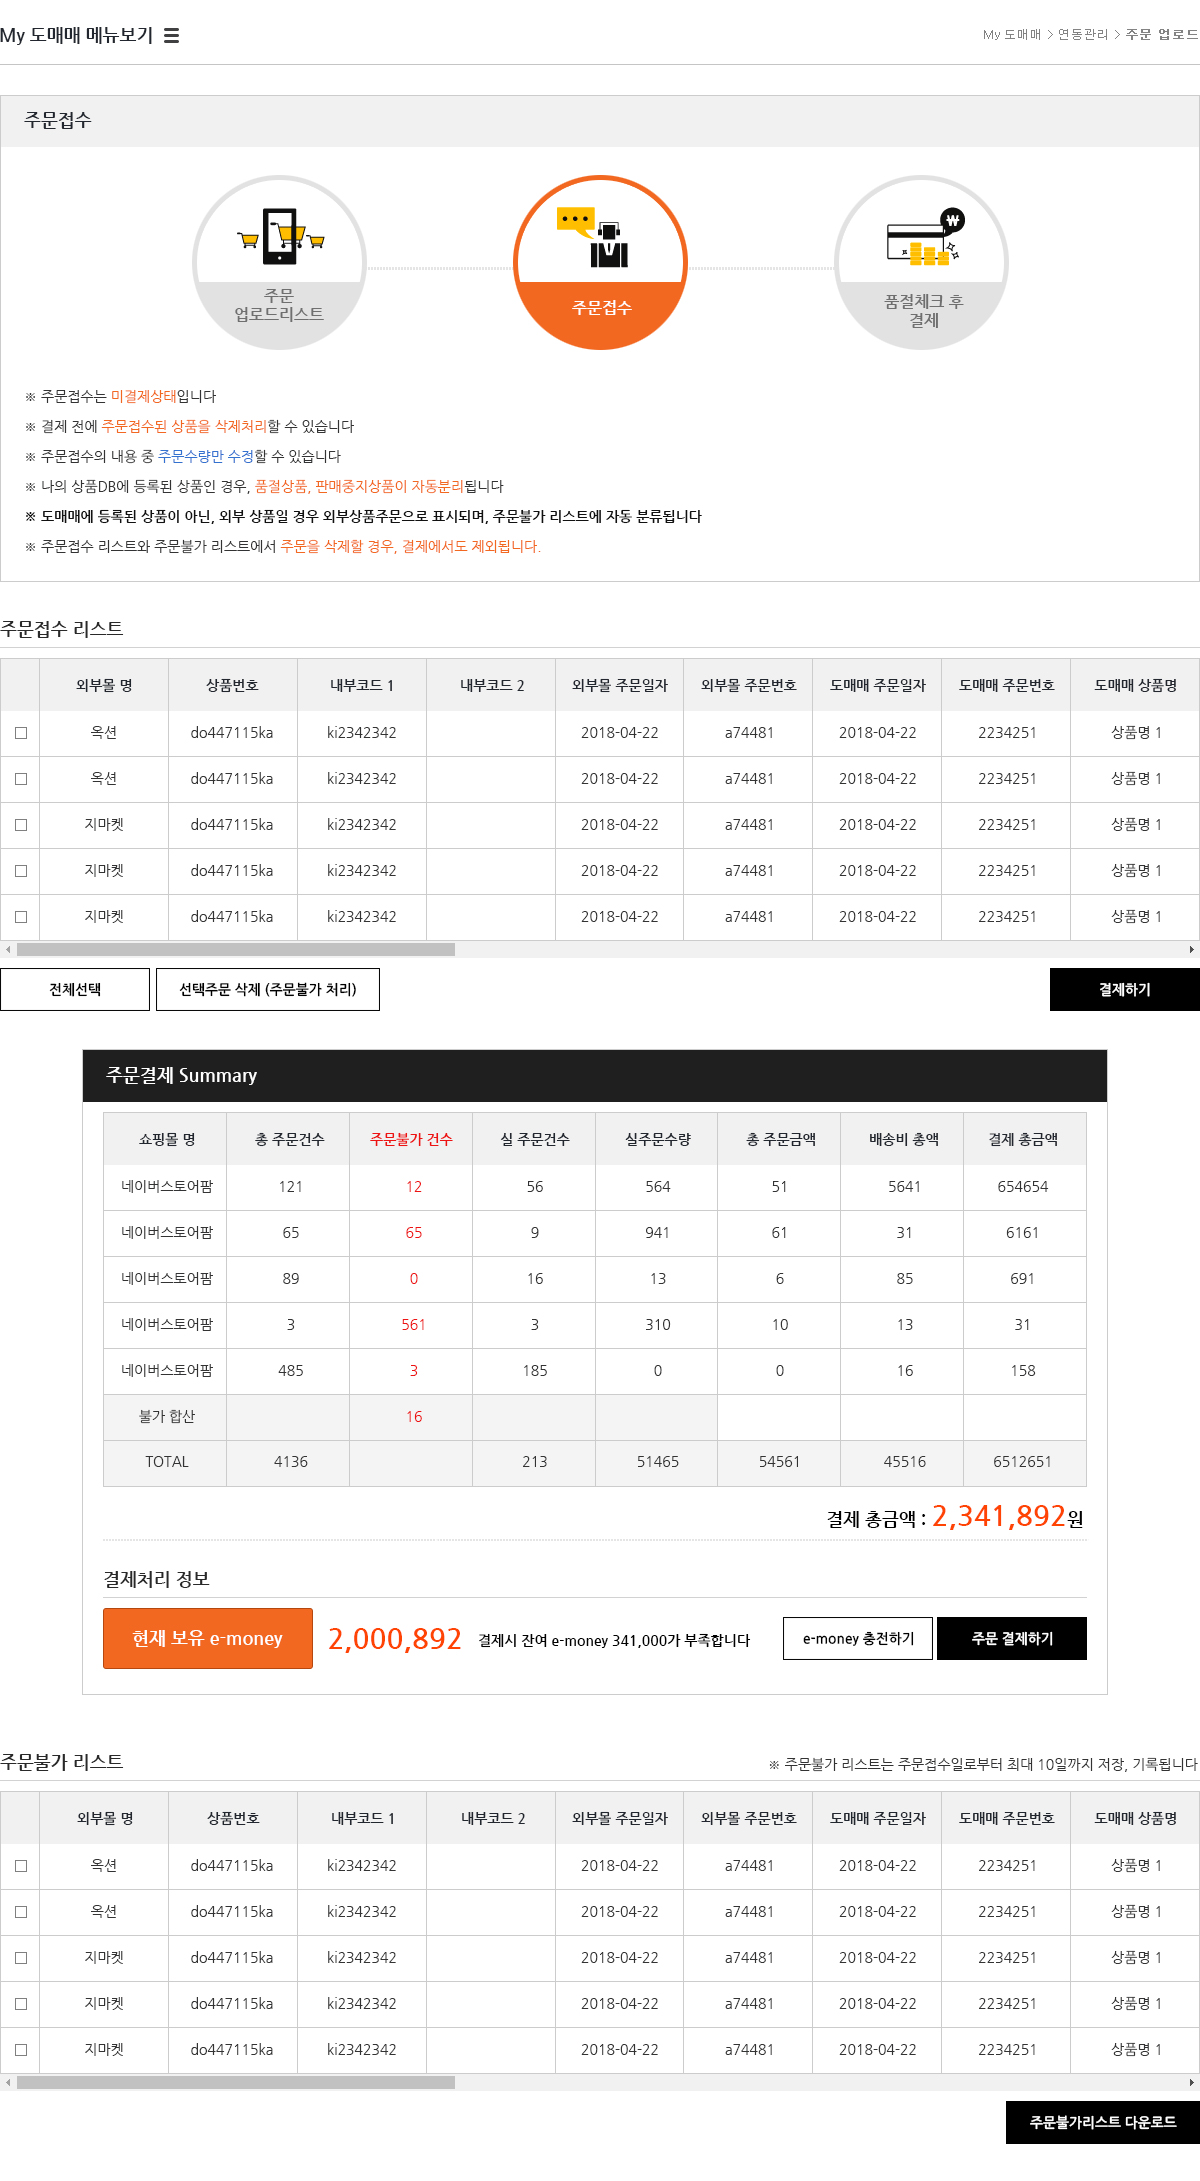 My 도매매 메뉴보기
My 도매매 > 연동관리 > 주문 업로드
주문접수
주문
업로드리스트
주문접수
₩
품절체크 후
결제
※ 주문접수는 미결제상태입니다
※ 결제 전에 주문접수된 상품을 삭제처리할 수 있습니다
※ 주문접수의 내용 중 주문수량만 수정할 수 있습니다
※ 나의 상품DB에 등록된 상품인 경우, 품절상품, 판매중지상품이 자동분리됩니다
※ 도매매에 등록된 상품이 아닌, 외부 상품일 경우 외부상품주문으로 표시되며, 주문불가 리스트에 자동 분류됩니다
※ 주문접수 리스트와 주문불가 리스트에서 주문을 삭제할 경우, 결제에서도 제외됩니다.
주문접수 리스트
외부몰 명 상품번호 내부코드 1 내부코드 2 외부몰 주문일자 외부몰 주문번호 도매매 주문일자 도매매 주문번호 도매매 상품명
옥션 do447115ka ki2342342 2018-04-22 a74481 2018-04-22 2234251 상품명 1
옥션 do447115ka ki2342342 2018-04-22 a74481 2018-04-22 2234251 상품명 1
지마켓 do447115ka ki2342342 2018-04-22 a74481 2018-04-22 2234251 상품명 1
지마켓 do447115ka ki2342342 2018-04-22 a74481 2018-04-22 2234251 상품명 1
지마켓 do447115ka ki2342342 2018-04-22 a74481 2018-04-22 2234251 상품명 1
전체선택 선택주문 삭제 (주문불가 처리) 결제하기
주문결제 Summary
쇼핑몰 명 총 주문건수 주문불가 건수 실 주문건수 실주문수량 총 주문금액 배송비 총액 결제 총금액
네이버스토어팜 121 12 56 564 51 5641 654654
네이버스토어팜 65 65 9 941 61 31 6161
네이버스토어팜 89 0 16 13 6 85 691
네이버스토어팜 3 561 3 310 10 13 31
네이버스토어팜 485 3 185 0 0 16 158
불가 합산 16
TOTAL 4136 213 51465 54561 45516 6512651
결제 총금액 : 2,341,892원
결제처리 정보
현재 보유 e-money 2,000,892 결제시 잔여 e-money 341,000가 부족합니다 e-money 충전하기 주문 결제하기
주문불가 리스트
※ 주문불가 리스트는 주문접수일로부터 최대 10일까지 저장, 기록됩니다
외부몰 명 상품번호 내부코드 1 내부코드 2 외부몰 주문일자 외부몰 주문번호 도매매 주문일자 도매매 주문번호 도매매 상품명
옥션 do447115ka ki2342342 2018-04-22 a74481 2018-04-22 2234251 상품명 1
옥션 do447115ka ki2342342 2018-04-22 a74481 2018-04-22 2234251 상품명 1
지마켓 do447115ka ki2342342 2018-04-22 a74481 2018-04-22 2234251 상품명 1
지마켓 do447115ka ki2342342 2018-04-22 a74481 2018-04-22 2234251 상품명 1
지마켓 do447115ka ki2342342 2018-04-22 a74481 2018-04-22 2234251 상품명 1
주문불가리스트 다운로드